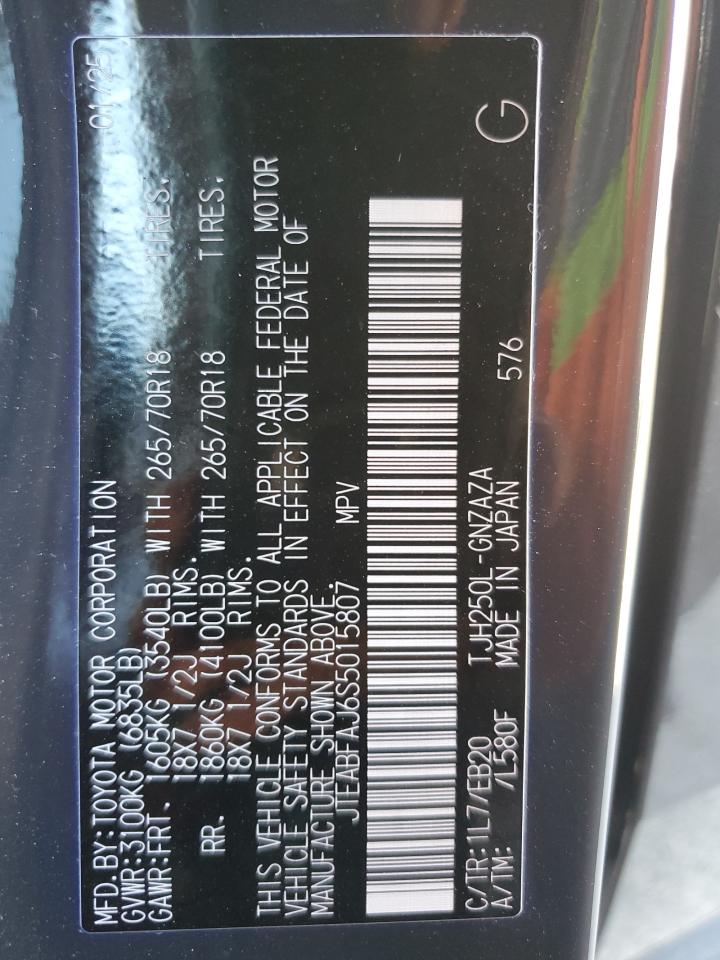 MFD.BY:TOYOTA MOTOR CORPORATION 01/25
GVWR:3100KG (6835LB)
GAWR:FRT. 1605KG (3540LB) WITH 265/70R18 TIRES.
18X7 1/2J RIMS.
RR. 1860KG (4100LB) WITH 265/70R18 TIRES.
18X7 1/2J RIMS.
THIS VEHICLE CONFORMS TO ALL APPLICABLE FEDERAL MOTOR
VEHICLE SAFETY STANDARDS IN EFFECT ON THE DATE OF
MANUFACTURE SHOWN ABOVE.
JTEABFAJ6S5015807 MPV
C/TR:1L7/EB20 TJH250L-GNZAZA G
A/TM: /L580F MADE IN JAPAN 576